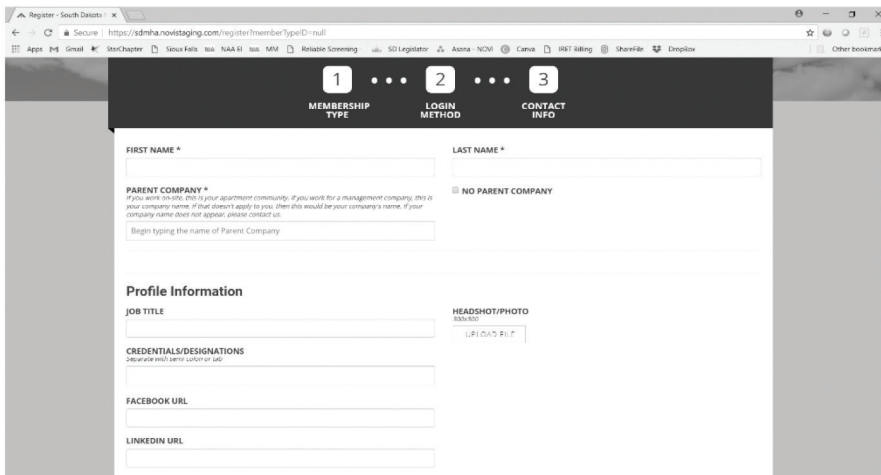 Register - South Dakota
Secure | https://sdmha.novistaging.com/register?memberTypeID=null
Apps Gmail StarChapter Sioux Falls NAA EI MM Reliable Screening SD Legislator Asana - NOVI Canva IRET Billing ShareFile DropBox Other bookmark
1 2 3
MEMBERSHIP TYPE LOGIN METHOD CONTACT INFO
FIRST NAME * LAST NAME *
PARENT COMPANY * NO PARENT COMPANY
If you work on-site, this is your apartment community. If you work for a management company, this is
your company name. If that doesn't apply to you, then this would be your company's name. If your
company name does not appear, please contact us.
Begin typing the name of Parent Company
Profile Information
JOB TITLE HEADSHOT/PHOTO
800x800
UPLOAD FILE
CREDENTIALS/DESIGNATIONS
Separate with semi-colon or tab
FACEBOOK URL
LINKEDIN URL